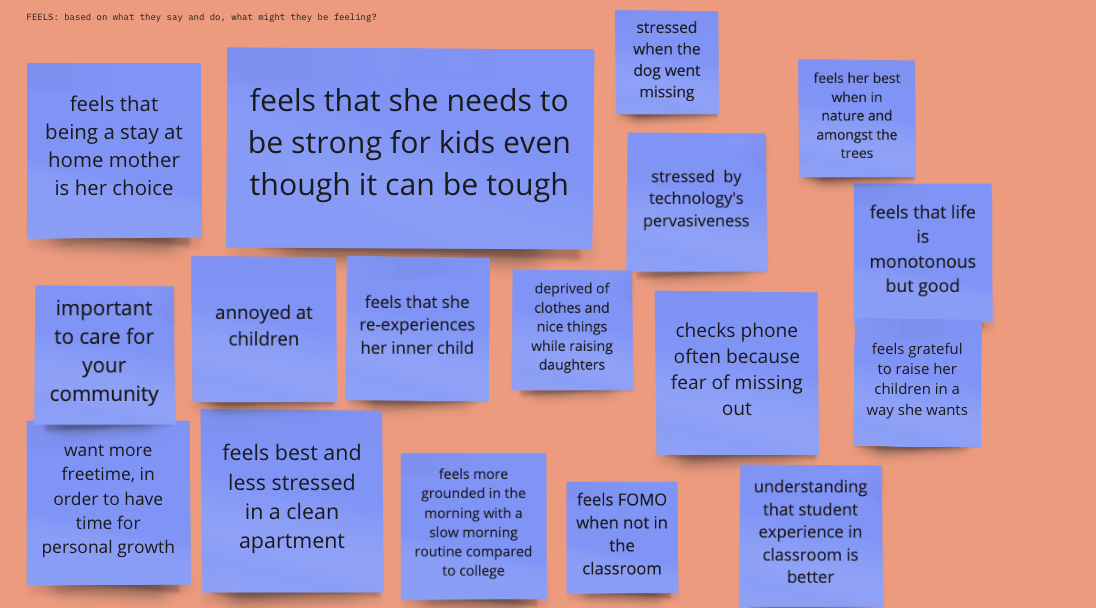 FEELS: based on what they say and do, what might they be feeling?
feels that
being a stay at
home mother
is her choice
feels that she needs to
be strong for kids even
though it can be tough
stressed
when the
dog went
missing
feels her best
when in
nature and
amongst the
trees
stressed by
technology's
pervasiveness
feels that life
is
monotonous
but good
important
to care for
your
community
annoyed at
children
feels that she
re-experiences
her inner child
deprived of
clothes and
nice things
while raising
daughters
checks phone
often because
fear of missing
out
feels grateful
to raise her
children in a
way she wants
want more
freetime, in
order to have
time for
personal growth
feels best and
less stressed
in a clean
apartment
feels more
grounded in the
morning with a
slow morning
routine compared
to college
feels FOMO
when not in
the
classroom
understanding
that student
experience in
classroom is
better